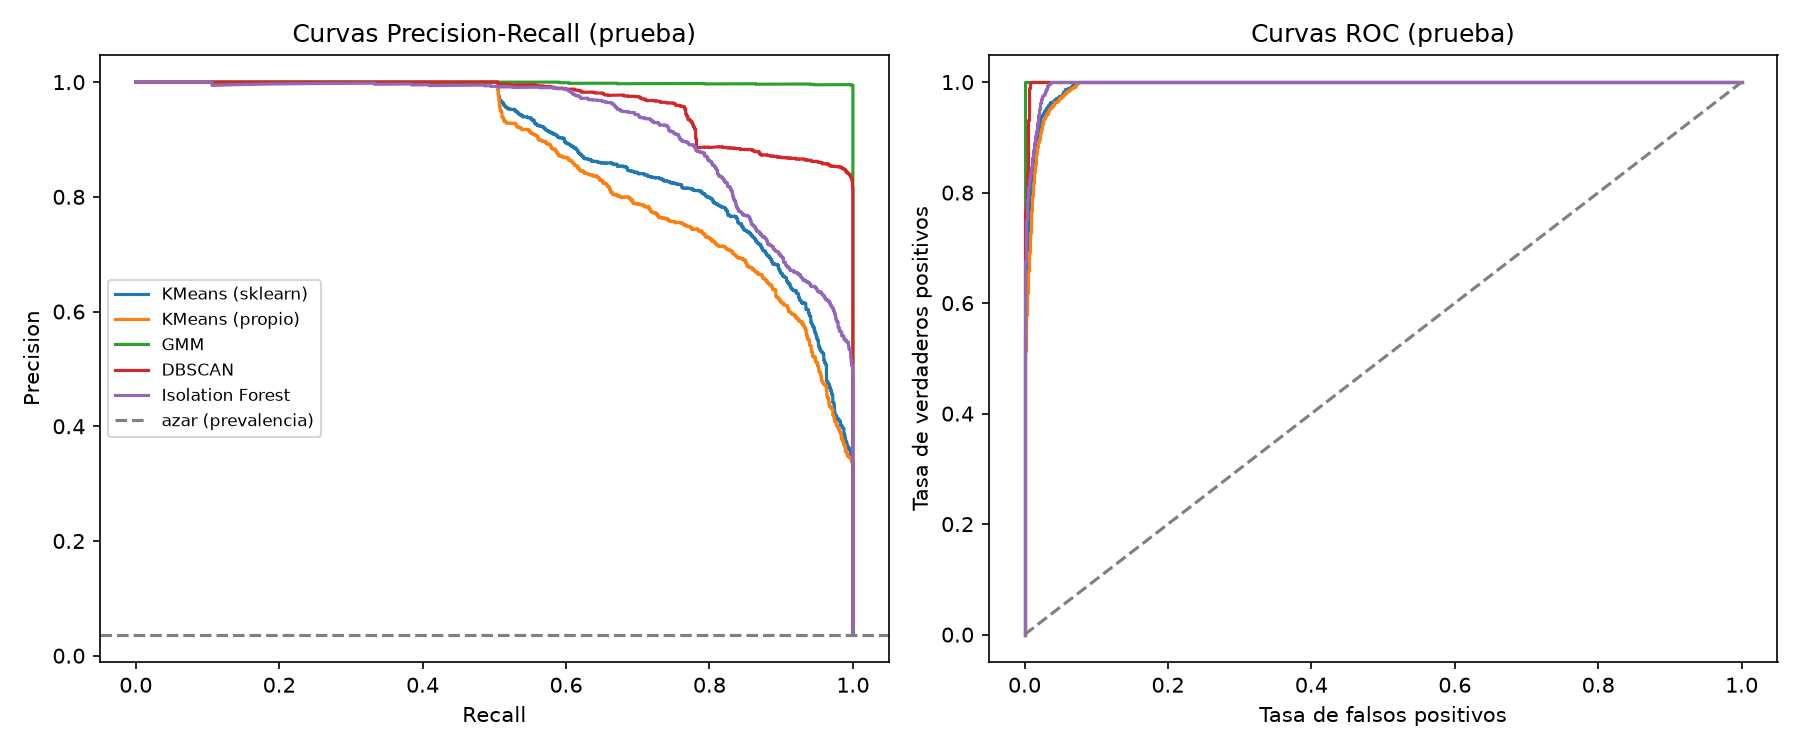 Curvas Precision-Recall (prueba)
Precision
1.0
0.8
0.6
0.4
0.2
0.0
KMeans (sklearn)
KMeans (propio)
GMM
DBSCAN
Isolation Forest
azar (prevalencia)
0.0 0.2 0.4 0.6 0.8 1.0
Recall
Curvas ROC (prueba)
Tasa de verdaderos positivos
1.0
0.8
0.6
0.4
0.2
0.0
0.0 0.2 0.4 0.6 0.8 1.0
Tasa de falsos positivos